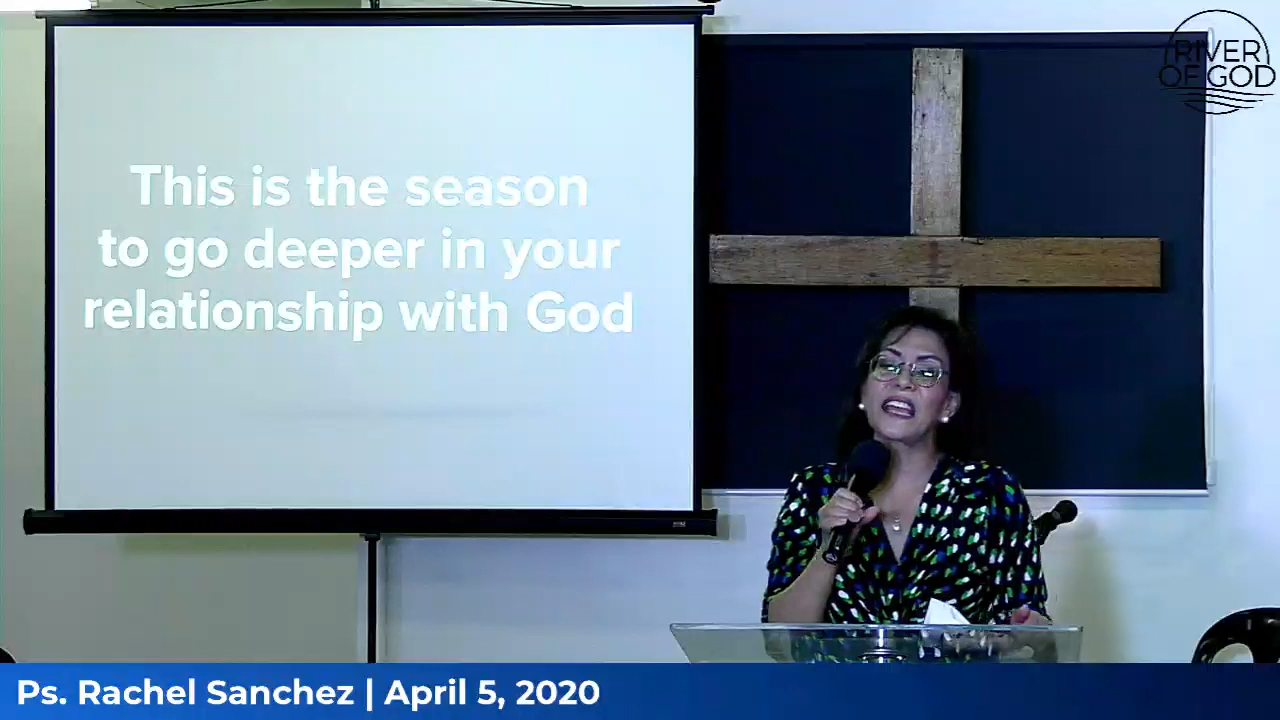 RIVER
OF GOD
This is the season
to go deeper in your
relationship with God
Ps. Rachel Sanchez | April 5, 2020